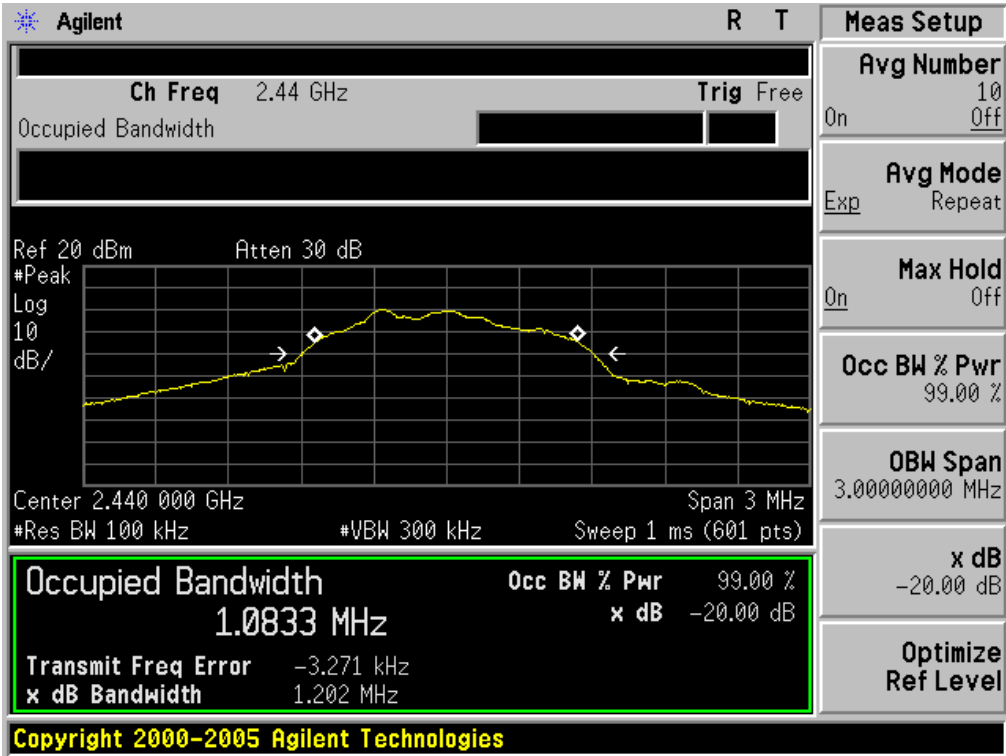 Agilent R T
Ch Freq 2.44 GHz Trig Free
Occupied Bandwidth
Ref 20 dBm Atten 30 dB
#Peak
Log
10
dB/
Center 2.440 000 GHz Span 3 MHz
#Res BW 100 kHz #VBW 300 kHz Sweep 1 ms (601 pts)
Occupied Bandwidth Occ BW % Pwr 99.00 %
1.0833 MHz x dB -20.00 dB
Transmit Freq Error -3.271 kHz
x dB Bandwidth 1.202 MHz
Copyright 2000-2005 Agilent Technologies
Meas Setup
Avg Number
10
On Off
Avg Mode
Exp Repeat
Max Hold
On Off
Occ BW % Pwr
99.00 %
OBW Span
3.00000000 MHz
x dB
-20.00 dB
Optimize
Ref Level